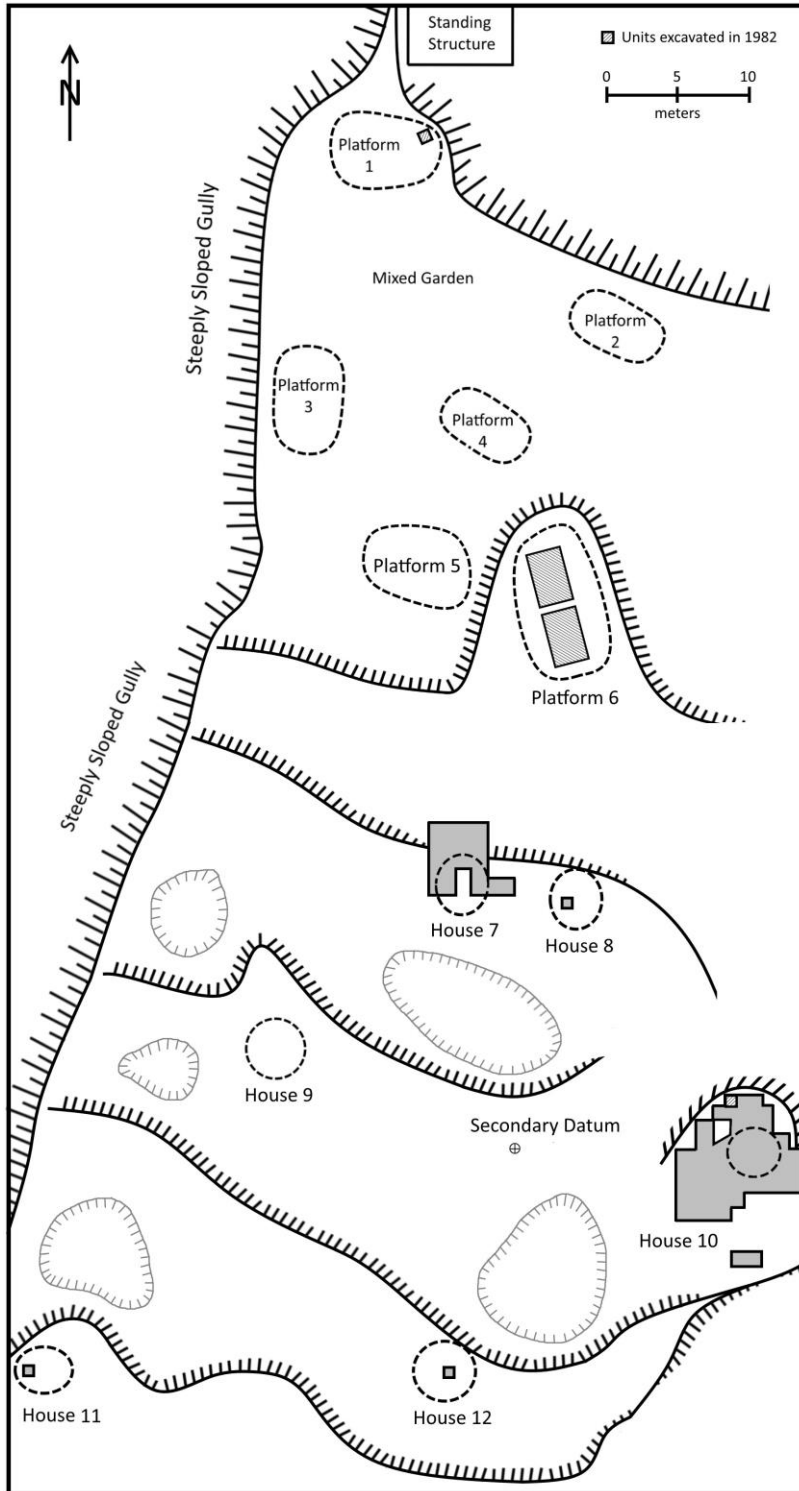 Standing
Structure
Units excavated in 1982
0 5 10
meters
N
Platform
1
Steeply Sloped Gully
Mixed Garden
Platform
2
Platform
3
Platform
4
Platform 5
Platform 6
Steeply Sloped Gully
House 7
House 8
House 9
Secondary Datum
House 10
House 11
House 12